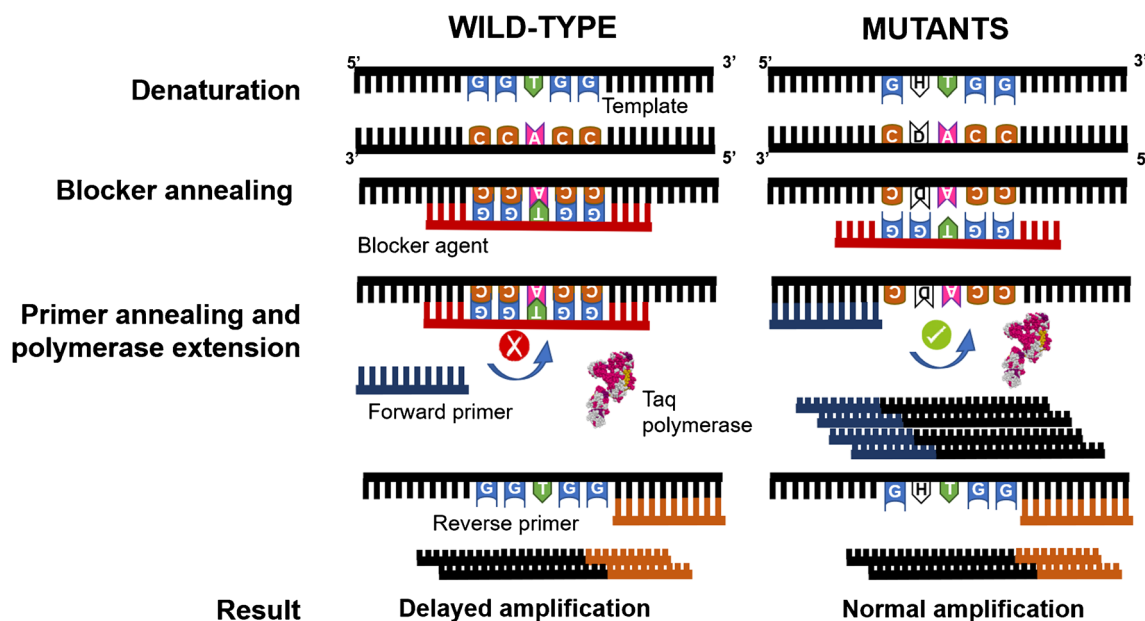 WILD-TYPE MUTANTS
5’ 3’ 5’ 3’
Denaturation
G G T G G G H T G G
Template
C C A C C C D A C C
3’ 5’ 3’ 5’
Blocker annealing
C C A C C C D A C C
G G T G G G G T G G
Blocker agent
C C A C C C D A C C
G G T G G
Primer annealing and
polymerase extension
X
Forward primer
Taq
polymerase
G G T G G G H T G G
Reverse primer
Result
Delayed amplification Normal amplification